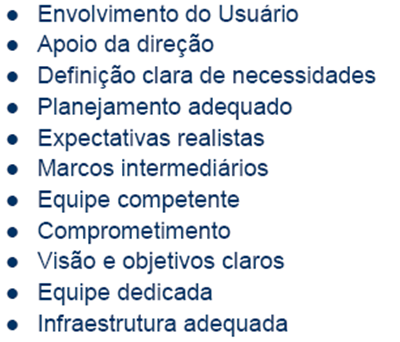 ● Envolvimento do Usuário
● Apoio da direção
● Definição clara de necessidades
● Planejamento adequado
● Expectativas realistas
● Marcos intermediários
● Equipe competente
● Comprometimento
● Visão e objetivos claros
● Equipe dedicada
● Infraestrutura adequada